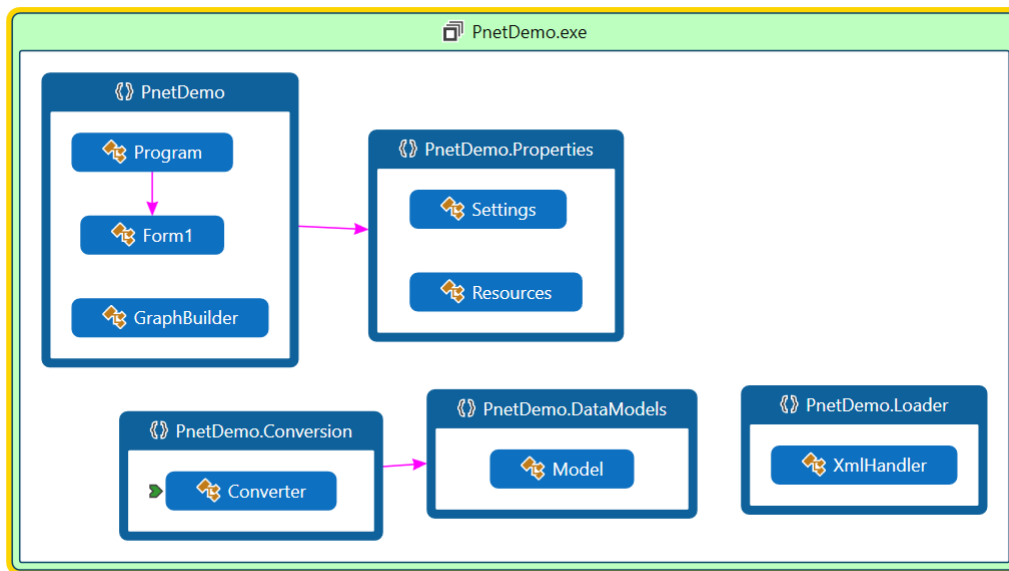 PnetDemo.exe
PnetDemo
Program
Form1
GraphBuilder
PnetDemo.Properties
Settings
Resources
PnetDemo.Conversion
Converter
PnetDemo.DataModels
Model
PnetDemo.Loader
XmlHandler